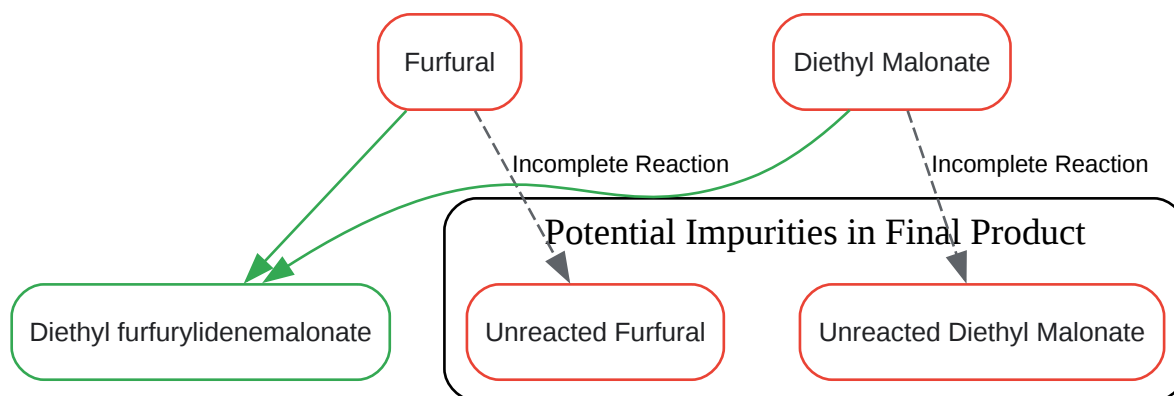 Furfural
Diethyl Malonate
Incomplete Reaction
Incomplete Reaction
Potential Impurities in Final Product
Diethyl furfurylidenemalonate
Unreacted Furfural
Unreacted Diethyl Malonate